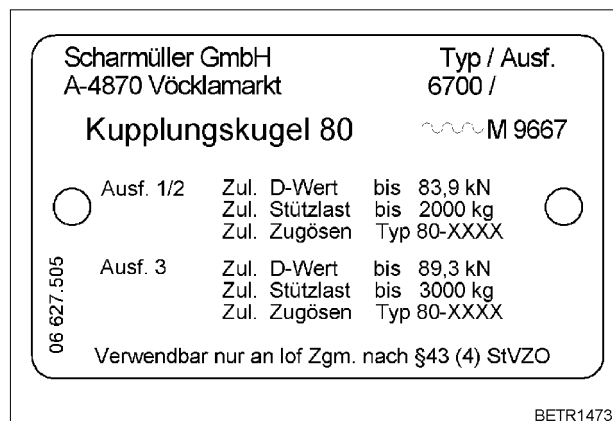 Scharmüller GmbH Typ / Ausf.
A-4870 Vöcklamarkt 6700 /
Kupplungskugel 80 M 9667
Ausf. 1/2 Zul. D-Wert bis 83,9 kN
Zul. Stützlast bis 2000 kg
Zul. Zugösen Typ 80-XXXX
Ausf. 3 Zul. D-Wert bis 89,3 kN
Zul. Stützlast bis 3000 kg
Zul. Zugösen Typ 80-XXXX
06 627.505
Verwendbar nur an lof Zgm. nach §43 (4) StVZO
BETR1473